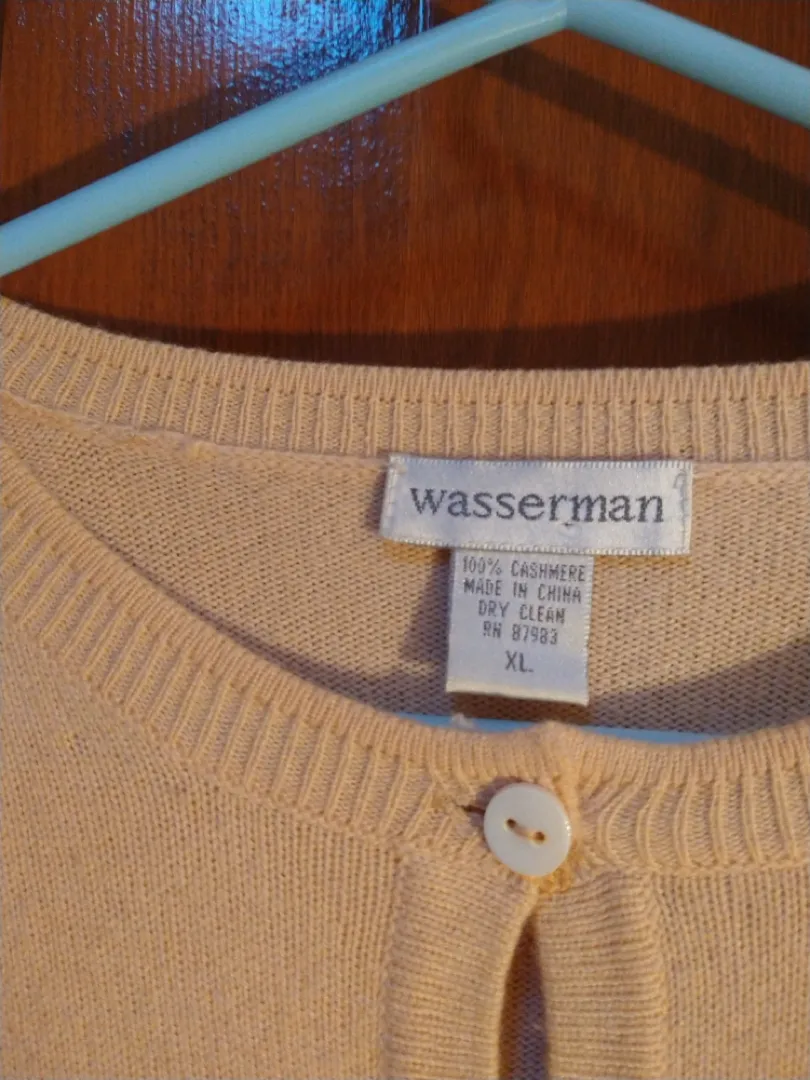 wasserman
100% CASHMERE
MADE IN CHINA
DRY CLEAN
RN 87983
XL